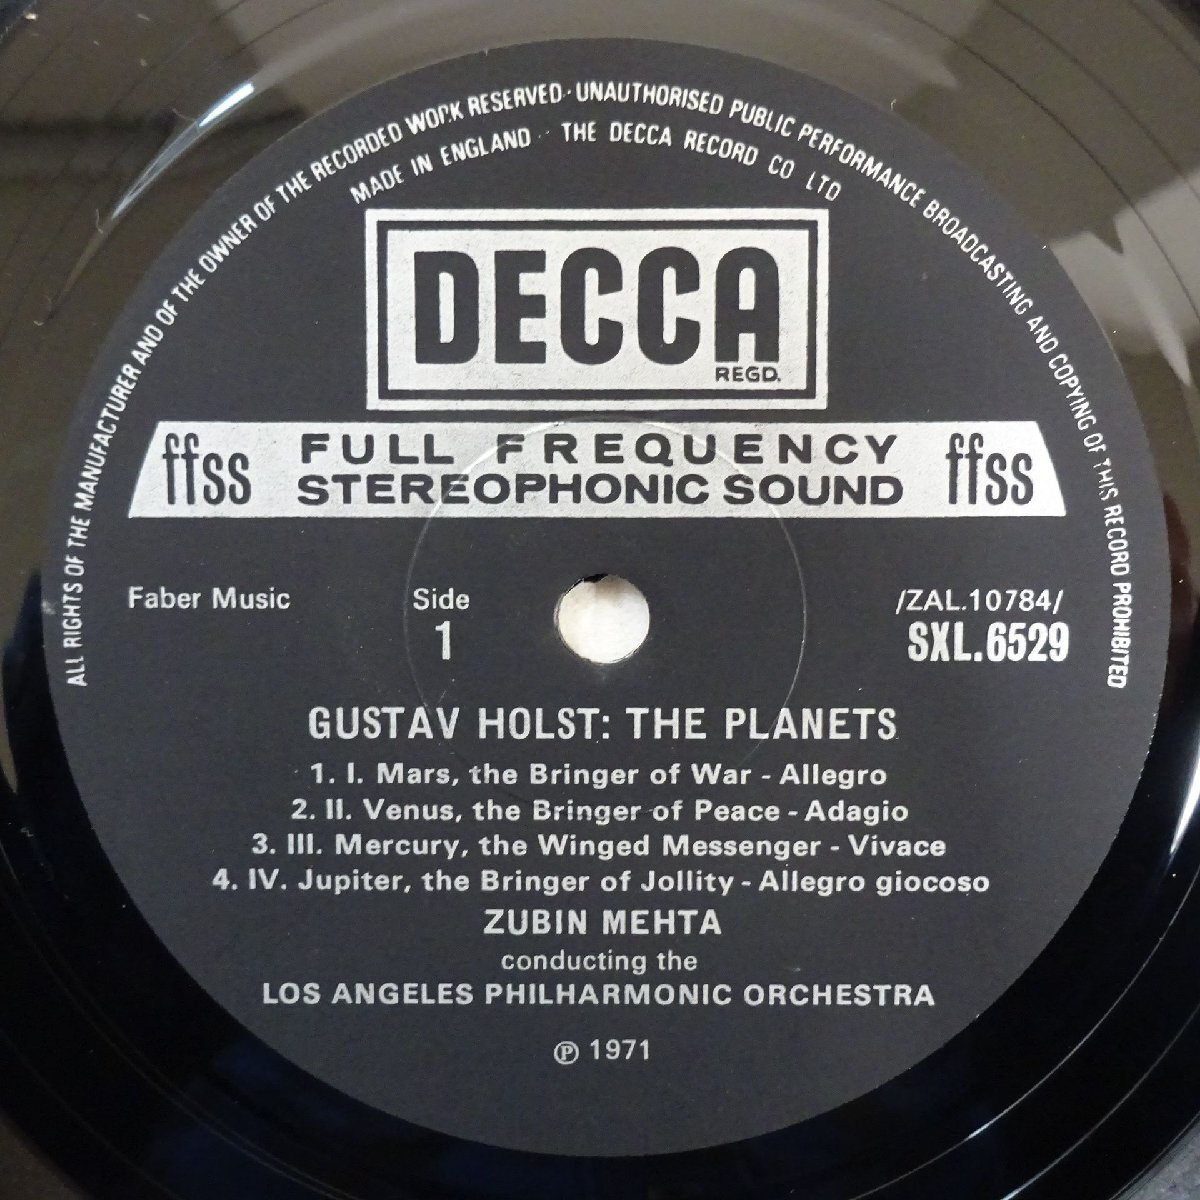 ALL RIGHTS OF THE MANUFACTURER AND OF THE OWNER OF THE RECORDED WORK RESERVED · UNAUTHORISED PUBLIC PERFORMANCE BROADCASTING AND COPYING OF THIS RECORD PROHIBITED
MADE IN ENGLAND · THE DECCA RECORD CO LTD
DECCA
REGD.
ffss FULL FREQUENCY ffss
STEREOPHONIC SOUND
Faber Music Side /ZAL.10784/
1 SXL.6529
GUSTAV HOLST: THE PLANETS
1. I. Mars, the Bringer of War - Allegro
2. II. Venus, the Bringer of Peace - Adagio
3. III. Mercury, the Winged Messenger - Vivace
4. IV. Jupiter, the Bringer of Jollity - Allegro giocoso
ZUBIN MEHTA
conducting the
LOS ANGELES PHILHARMONIC ORCHESTRA
℗ 1971